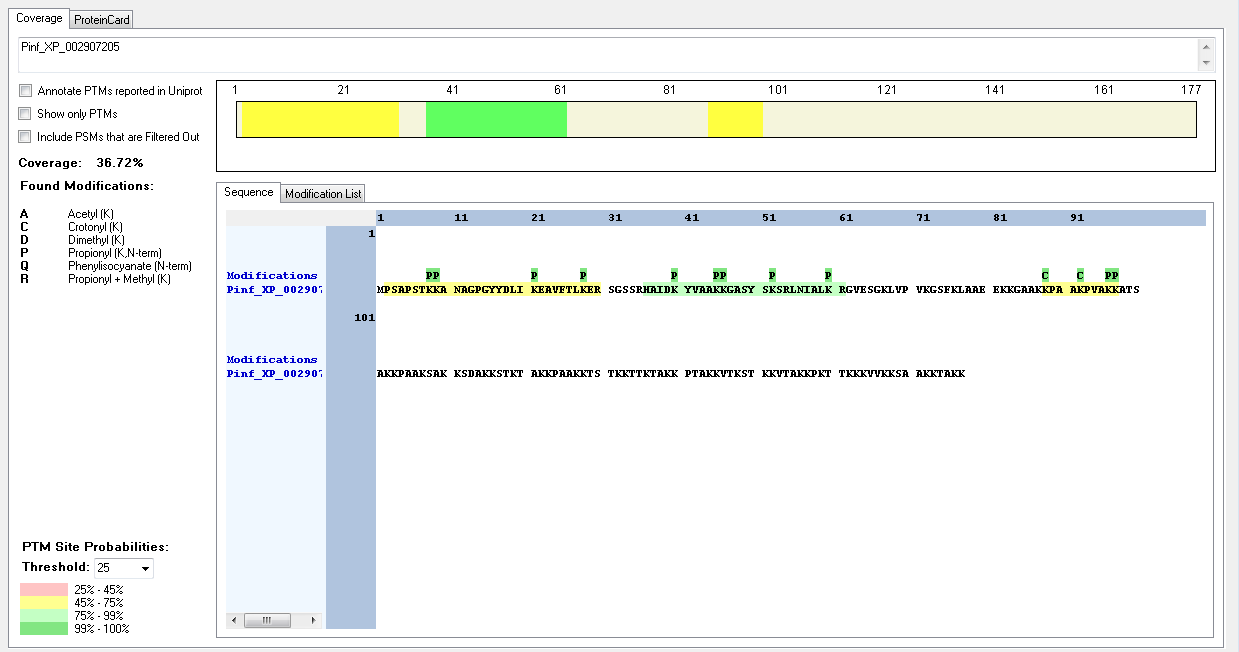 Coverage ProteinCard
Pinf_XP_002907205
Annotate PTMs reported in Uniprot
Show only PTMs
Include PSMs that are Filtered Out
Coverage: 36.72%
Found Modifications:
A Acetyl (K)
C Crotonyl (K)
D Dimethyl (K)
P Propionyl (K,N-term)
Q Phenylisocyanate (N-term)
R Propionyl + Methyl (K)
1 21 41 61 81 101 121 141 161 177
Sequence Modification List
1 11 21 31 41 51 61 71 81 91
1
Modifications PP P P P PP P P C C PP
Pinf_XP_002907 MPSAPSTKKA NAGPGYYDLI KEAVFTLKER SGSSRHAIDK YVAAKKGASY SKSRLNIALK RGVESGKLVP VKGSFKLAAE EKKGAAKKPA AKPVAKKATS
101
Modifications
Pinf_XP_002907 AKKPAAKSAK KSDAKKSTKT AKKPAAKKTS TKKTTKTAKK PTAKKVTKST KKVTAKKPKT TKKKVVKKSA AKKTAKK
PTM Site Probabilities:
Threshold: 25
25% - 45%
45% - 75%
75% - 99%
99% - 100%